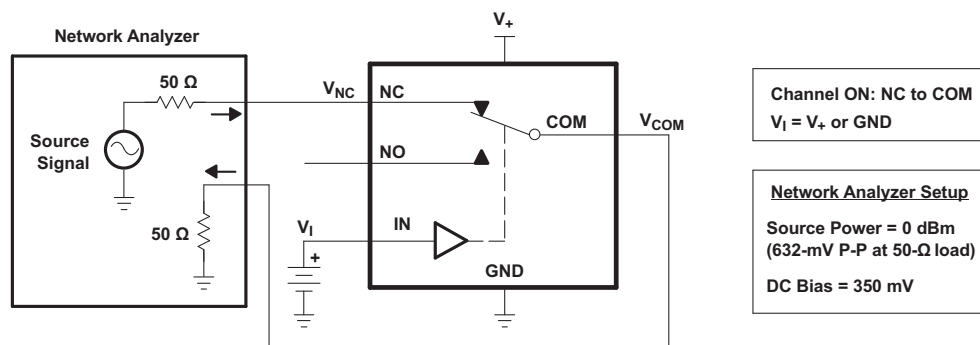 V+
Network Analyzer
50 Ω
VNC
NC
COM
VCOM
Source
Signal
NO
50 Ω
VI
IN
+
GND
Channel ON: NC to COM
VI = V+ or GND
Network Analyzer Setup
Source Power = 0 dBm
(632-mV P-P at 50-Ω load)
DC Bias = 350 mV